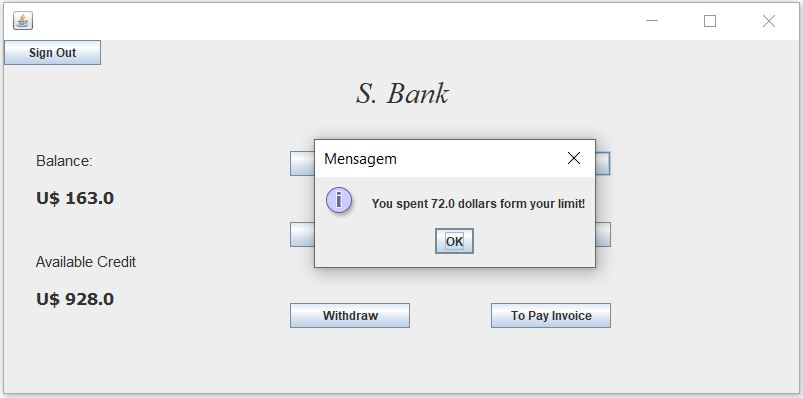 Sign Out
S. Bank
Balance:
U$ 163.0
Available Credit
U$ 928.0
Mensagem
You spent 72.0 dollars form your limit!
OK
Withdraw
To Pay Invoice